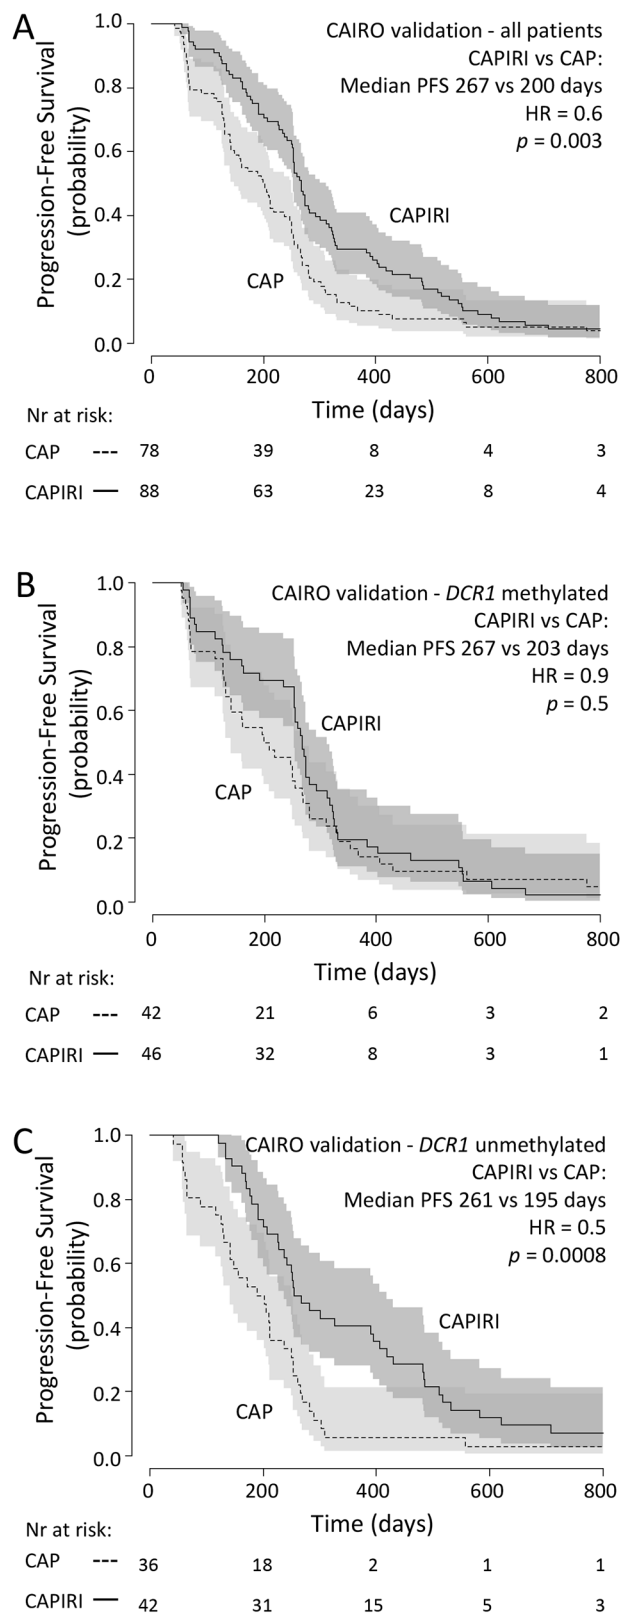 A
CAIRO validation - all patients
CAPIRI vs CAP:
Median PFS 267 vs 200 days
HR = 0.6
p = 0.003
Progression-Free Survival
(probability)
1.0
0.8
0.6
0.4
0.2
0.0
CAPIRI
CAP
0 200 400 600 800
Time (days)
Nr at risk:
CAP 78 39 8 4 3
CAPIRI 88 63 23 8 4
B
CAIRO validation - DCR1 methylated
CAPIRI vs CAP:
Median PFS 267 vs 203 days
HR = 0.9
p = 0.5
Progression-Free Survival
(probability)
1.0
0.8
0.6
0.4
0.2
0.0
CAPIRI
CAP
0 200 400 600 800
Time (days)
Nr at risk:
CAP 42 21 6 3 2
CAPIRI 46 32 8 3 1
C
CAIRO validation - DCR1 unmethylated
CAPIRI vs CAP:
Median PFS 261 vs 195 days
HR = 0.5
p = 0.0008
Progression-Free Survival
(probability)
1.0
0.8
0.6
0.4
0.2
0.0
CAPIRI
CAP
0 200 400 600 800
Time (days)
Nr at risk:
CAP 36 18 2 1 1
CAPIRI 42 31 15 5 3